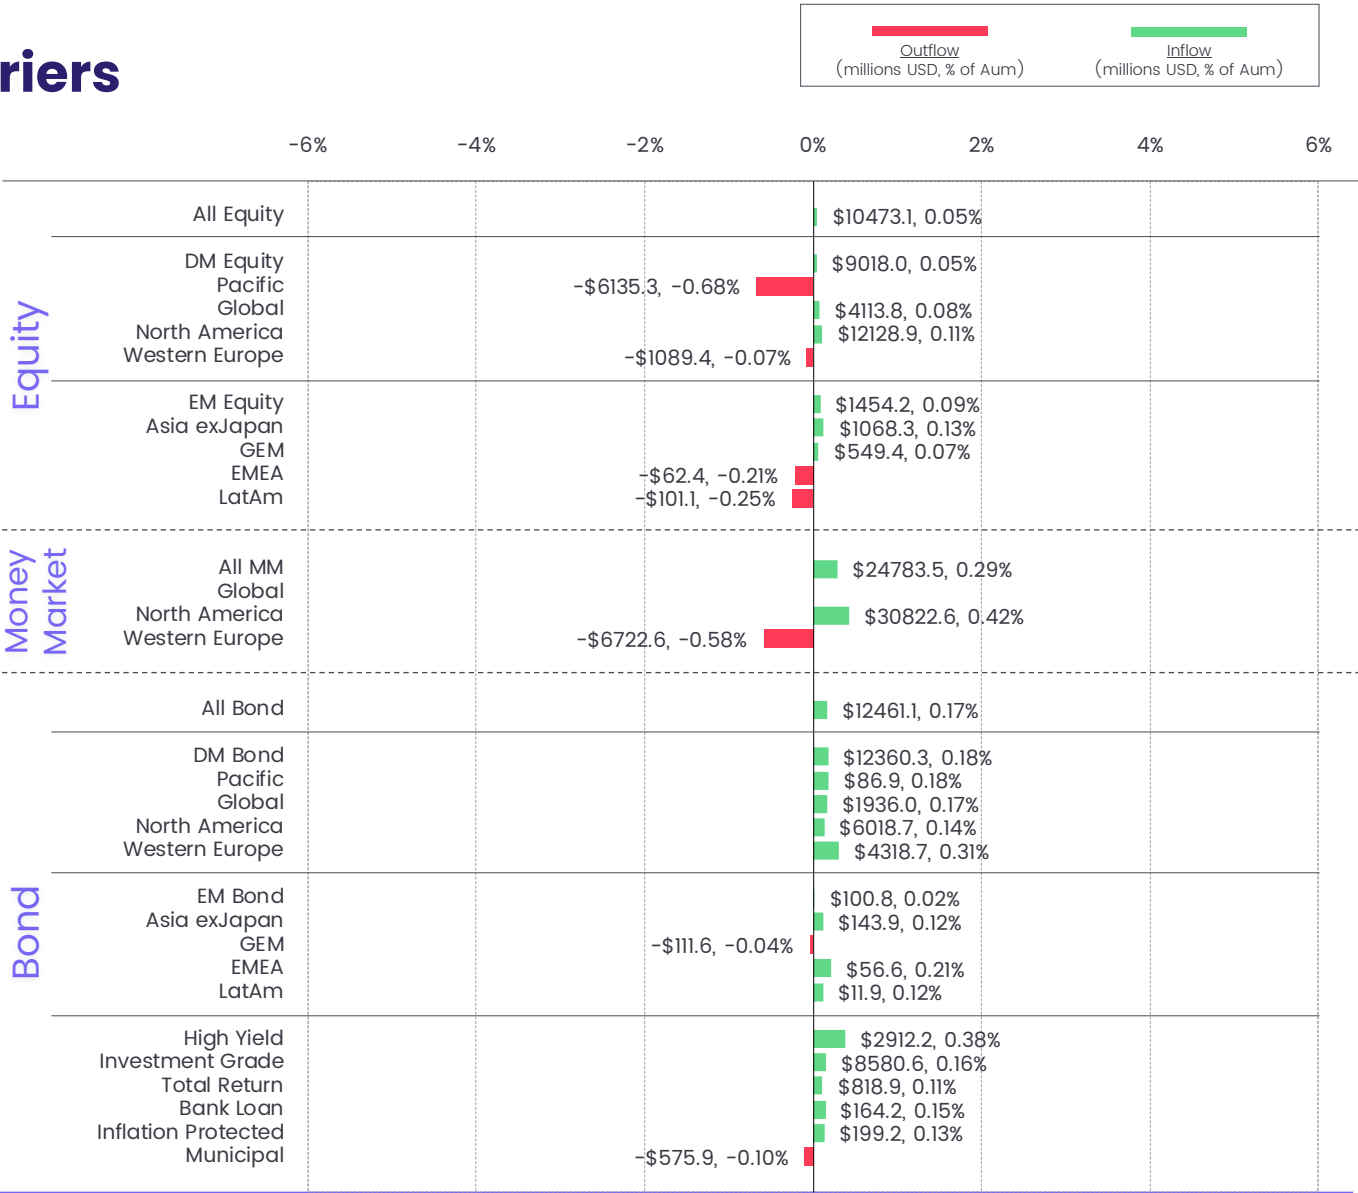 riers
Outflow
(millions USD, % of Aum)
Inflow
(millions USD, % of Aum)
-6% -4% -2% 0% 2% 4% 6%
Equity
All Equity $10473.1, 0.05%
DM Equity $9018.0, 0.05%
Pacific -$6135.3, -0.68%
Global $4113.8, 0.08%
North America $12128.9, 0.11%
Western Europe -$1089.4, -0.07%
EM Equity $1454.2, 0.09%
Asia exJapan $1068.3, 0.13%
GEM $549.4, 0.07%
EMEA -$62.4, -0.21%
LatAm -$101.1, -0.25%
Money
Market
All MM $24783.5, 0.29%
Global
North America $30822.6, 0.42%
Western Europe -$6722.6, -0.58%
Bond
All Bond $12461.1, 0.17%
DM Bond $12360.3, 0.18%
Pacific $86.9, 0.18%
Global $1936.0, 0.17%
North America $6018.7, 0.14%
Western Europe $4318.7, 0.31%
EM Bond $100.8, 0.02%
Asia exJapan $143.9, 0.12%
GEM -$111.6, -0.04%
EMEA $56.6, 0.21%
LatAm $11.9, 0.12%
High Yield $2912.2, 0.38%
Investment Grade $8580.6, 0.16%
Total Return $818.9, 0.11%
Bank Loan $164.2, 0.15%
Inflation Protected $199.2, 0.13%
Municipal -$575.9, -0.10%